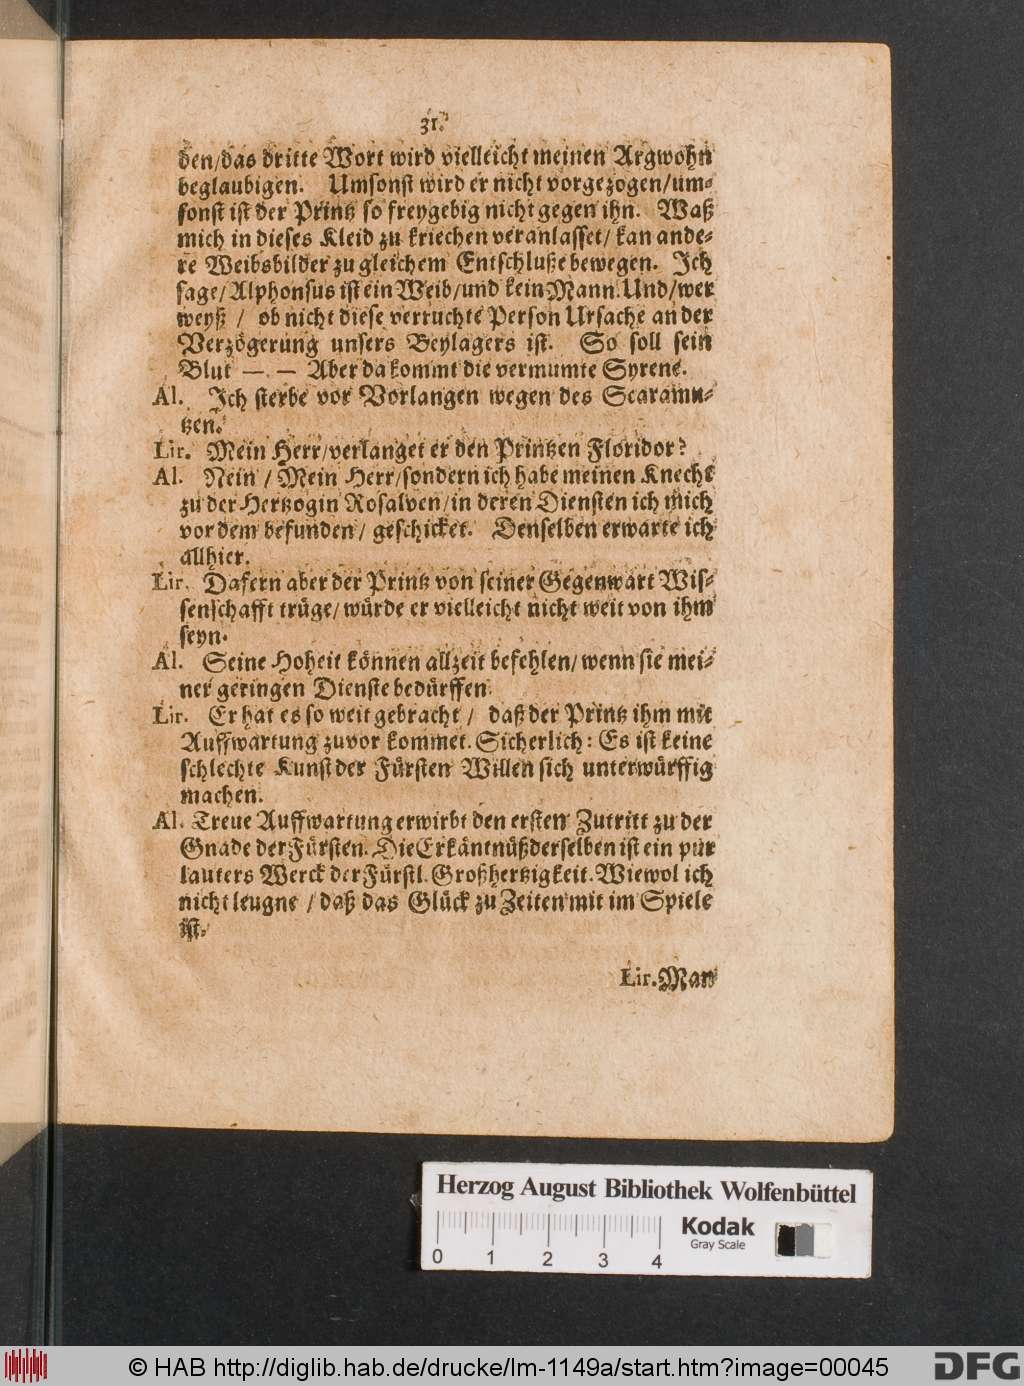 31.
den/das dritte Wort wird vielleicht meinen Argwohn
beglaubigen. Umsonst wird er nicht vorgezogen/um-
sonst ist der Printz so freygebig nicht gegen ihn. Waß
mich in dieses Kleid zu kriechen veranlasset/ kan ande-
re Weibsbilder zu gleichem Entschluße bewegen. Ich
sage/Alphonsus ist ein Weib/und kein Mann. Und/wer
weyß / ob nicht diese verruchte Person Ursache an der
Verzögerung unsers Beylagers ist. So soll sein
Blut — . — Aber da kommt die vermumte Syrene.
Al. Ich sterbe vor Vorlangen wegen des Scaramu-
tzen.
Lir. Mein Herr/verlanget er den Printzen Floridor?
Al. Nein / Mein Herr/sondern ich habe meinen Knecht
zu der Hertzogin Rosalven/in deren Diensten ich mich
vor dem befunden/ geschicket. Denselben erwarte ich
allhier.
Lir. Dafern aber der Printz von seiner Gegenwart Wis-
senschafft trüge/ würde er vielleicht nicht weit von ihm
seyn.
Al. Seine Hoheit können allzeit befehlen/ wenn sie mei-
ner geringen Dienste bedürffen.
Lir. Er hat es so weit gebracht / daß der Printz ihm mit
Auffwartung zuvor kommet. Sicherlich: Es ist keine
schlechte Kunst der Fürsten Willen sich unterwürffig
machen.
Al. Treue Auffwartung erwirbt den ersten Zutritt zu der
Gnade der Fürsten. Die Erkäntnüß derselben ist ein pur
lauters Werck der Fürstl. Großhertzigkeit. Wiewol ich
nicht leugne / daß das Glück zu Zeiten mit im Spiele
ist.
Lir. Man
Herzog August Bibliothek Wolfenbüttel
Kodak
Gray Scale
0 1 2 3 4
© HAB http://diglib.hab.de/drucke/lm-1149a/start.htm?image=00045
DFG